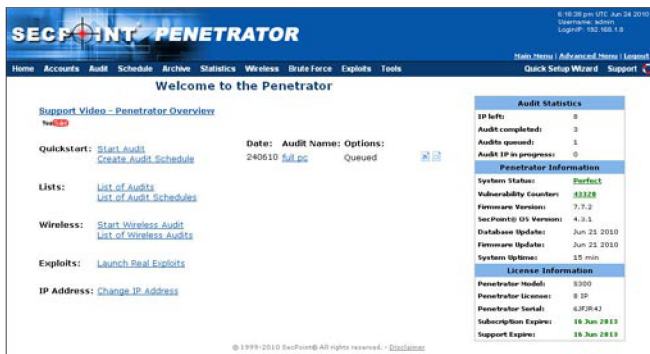 6:16:38 pm UTC Jun 24 2010
Username: admin
LoginIP: 192.168.1.8
SECPOINT PENETRATOR
Main Menu | Advanced Menu | Logout
Home Accounts Audit Schedule Archive Statistics Wireless Brute Force Exploits Tools Quick Setup Wizard Support
Welcome to the Penetrator
Support Video - Penetrator Overview
YouTube
Quickstart: Start Audit
Create Audit Schedule
Date: Audit Name: Options:
240610 full pc Queued
Lists: List of Audits
List of Audit Schedules
Wireless: Start Wireless Audit
List of Wireless Audits
Exploits: Launch Real Exploits
IP Address: Change IP Address
Audit Statistics
IP left: 8
Audit completed: 3
Audits queued: 1
Audit IP in progress: 0
Penetrator Information
System Status: Perfect
Vulnerability Counter: 43328
Firmware Version: 7.7.2
SecPoint® OS Version: 4.3.1
Database Update: Jun 21 2010
Firmware Update: Jun 21 2010
System Uptime: 15 min
License Information
Penetrator Model: S300
Penetrator License: 8 IP
Penetrator Serial: 6JFJR4J
Subscription Expire: 16 Jun 2013
Support Expire: 16 Jun 2013
© 1999-2010 SecPoint® All rights reserved. - Disclaimer